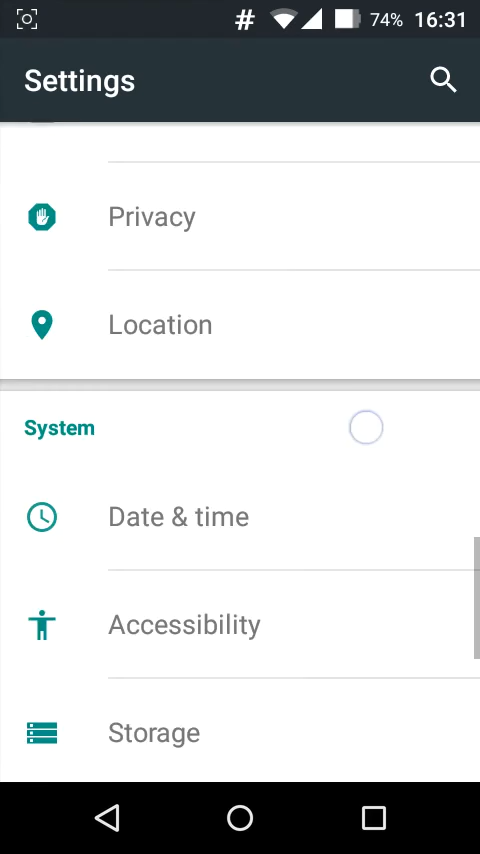 # 74% 16:31
Settings
Privacy
Location
System
Date & time
Accessibility
Storage